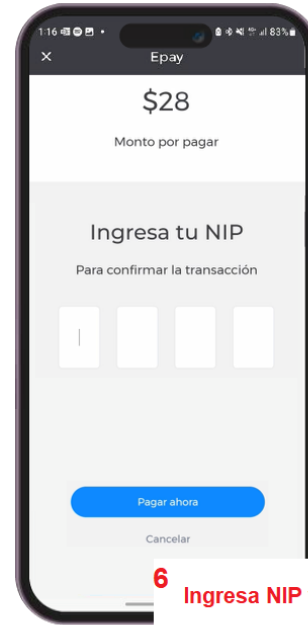 1:16
83%
× Epay
$28
Monto por pagar
Ingresa tu NIP
Para confirmar la transacción
Pagar ahora
Cancelar
6
Ingresa NIP